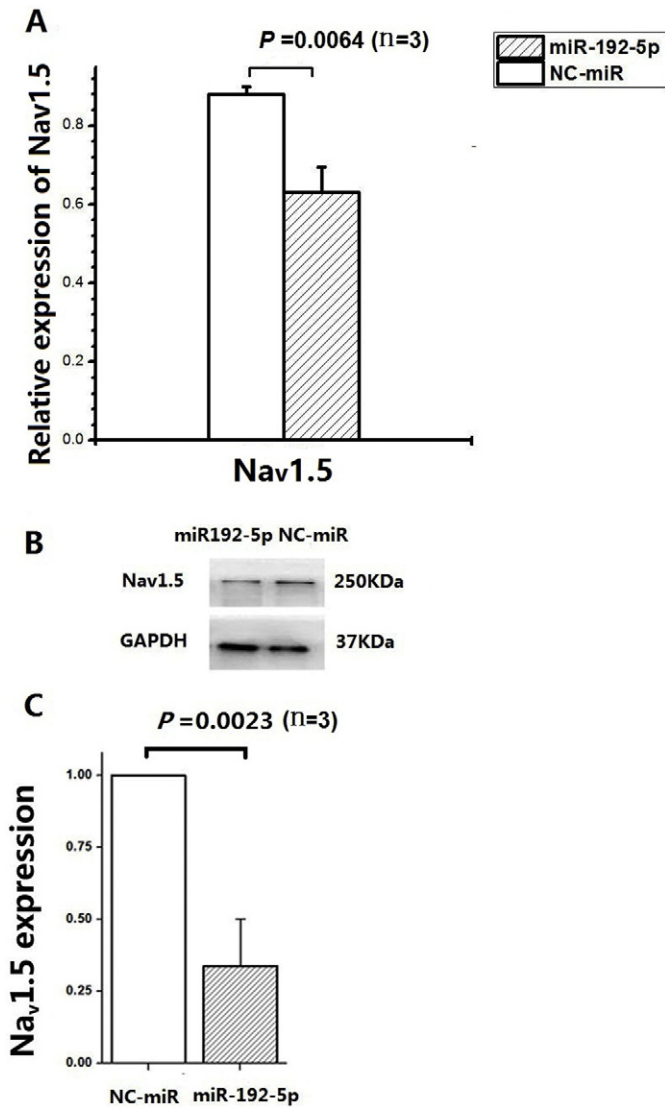 A
P =0.0064 (n=3)
miR-192-5p
NC-miR
Relative expression of Nav1.5
0.8
0.6
0.4
0.2
0.0
Nav1.5
B
miR192-5p NC-miR
Nav1.5 250KDa
GAPDH 37KDa
C
P =0.0023 (n=3)
Nav1.5 expression
1.00
0.75
0.50
0.25
0.00
NC-miR miR-192-5p